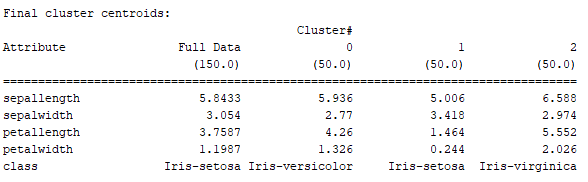 Final cluster centroids:
Cluster#
Attribute Full Data 0 1 2
(150.0) (50.0) (50.0) (50.0)
================================================================================
sepallength 5.8433 5.936 5.006 6.588
sepalwidth 3.054 2.77 3.418 2.974
petallength 3.7587 4.26 1.464 5.552
petalwidth 1.1987 1.326 0.244 2.026
class Iris-setosa Iris-versicolor Iris-setosa Iris-virginica